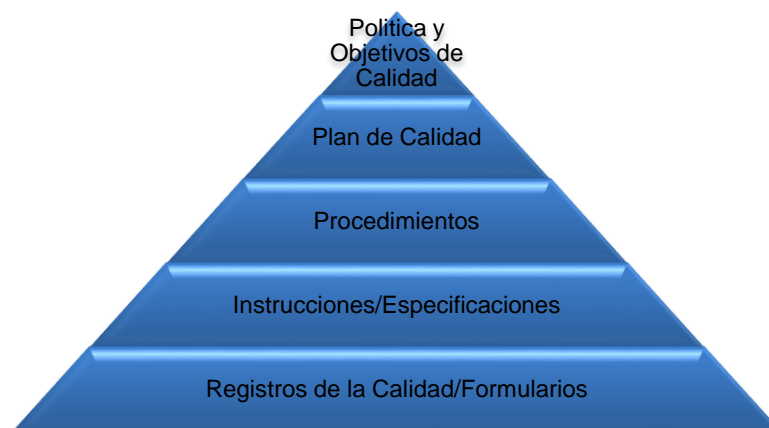 Politica y
Objetivos de
Calidad
Plan de Calidad
Procedimientos
Instrucciones/Especificaciones
Registros de la Calidad/Formularios